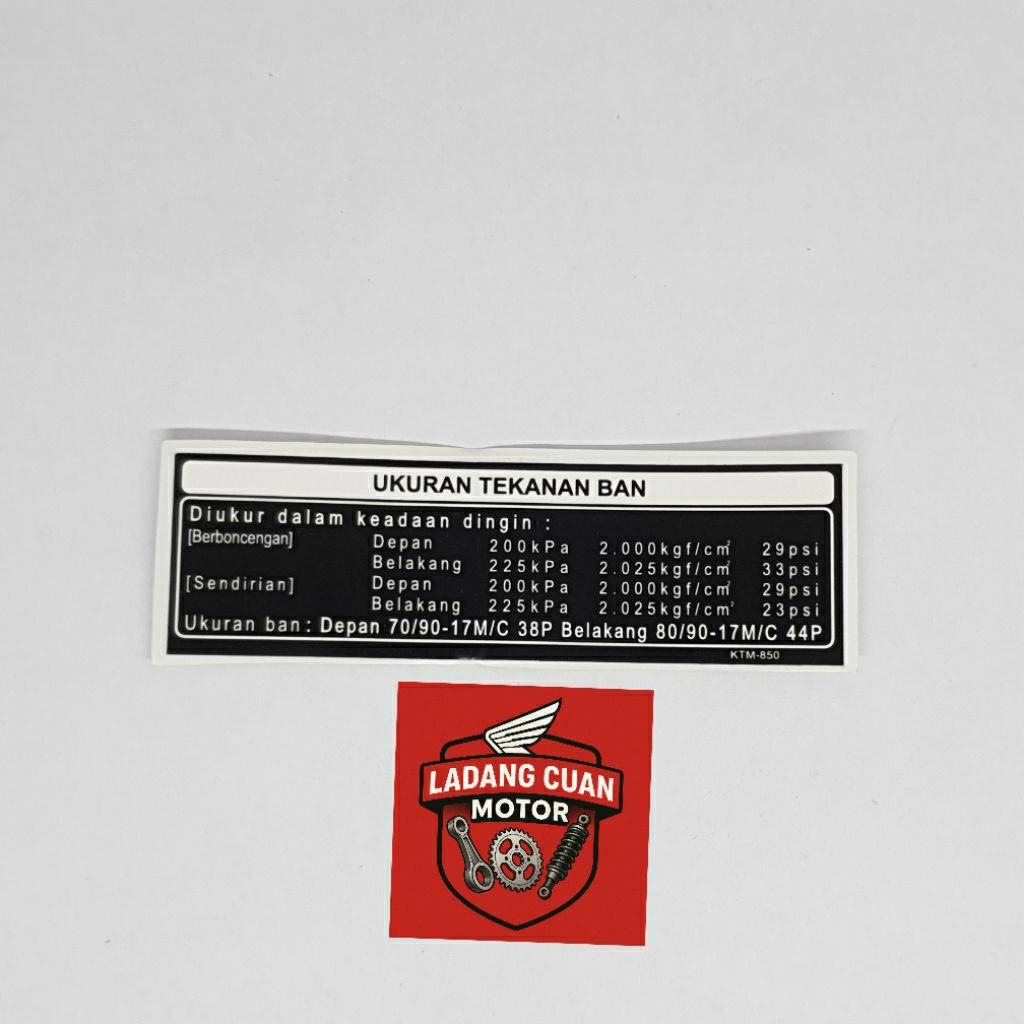 UKURAN TEKANAN BAN
Diukur dalam keadaan dingin :
[Berboncengan] Depan 200kPa 2.000kgf/cm² 29psi
Belakang 225kPa 2.025kgf/cm² 33psi
[Sendirian] Depan 200kPa 2.000kgf/cm² 29psi
Belakang 225kPa 2.025kgf/cm² 23psi
Ukuran ban : Depan 70/90-17M/C 38P Belakang 80/90-17M/C 44P
KTM-850
LADANG CUAN
MOTOR